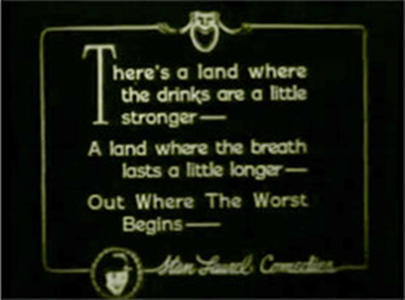 There's a land where
the drinks are a little
stronger—
A land where the breath
lasts a little longer—
Out Where The Worst
Begins—
Stan Laurel Comedies